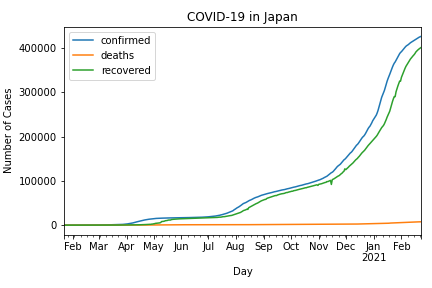 COVID-19 in Japan
confirmed
deaths
recovered
Number of Cases
400000
300000
200000
100000
0
Feb Mar Apr May Jun Jul Aug Sep Oct Nov Dec Jan Feb
2021
Day